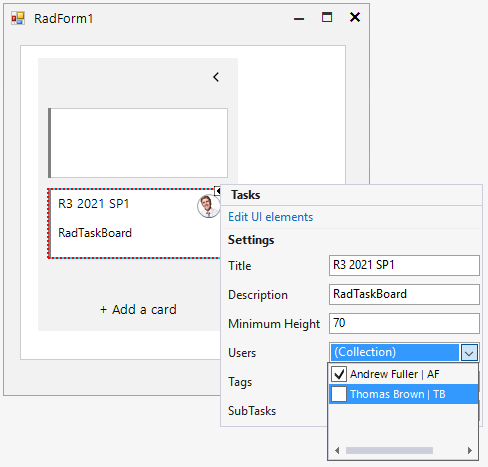 RadForm1
R3 2021 SP1
RadTaskBoard
+ Add a card
Tasks
Edit UI elements
Settings
Title R3 2021 SP1
Description RadTaskBoard
Minimum Height 70
Users (Collection)
Andrew Fuller | AF
Tags
Thomas Brown | TB
SubTasks